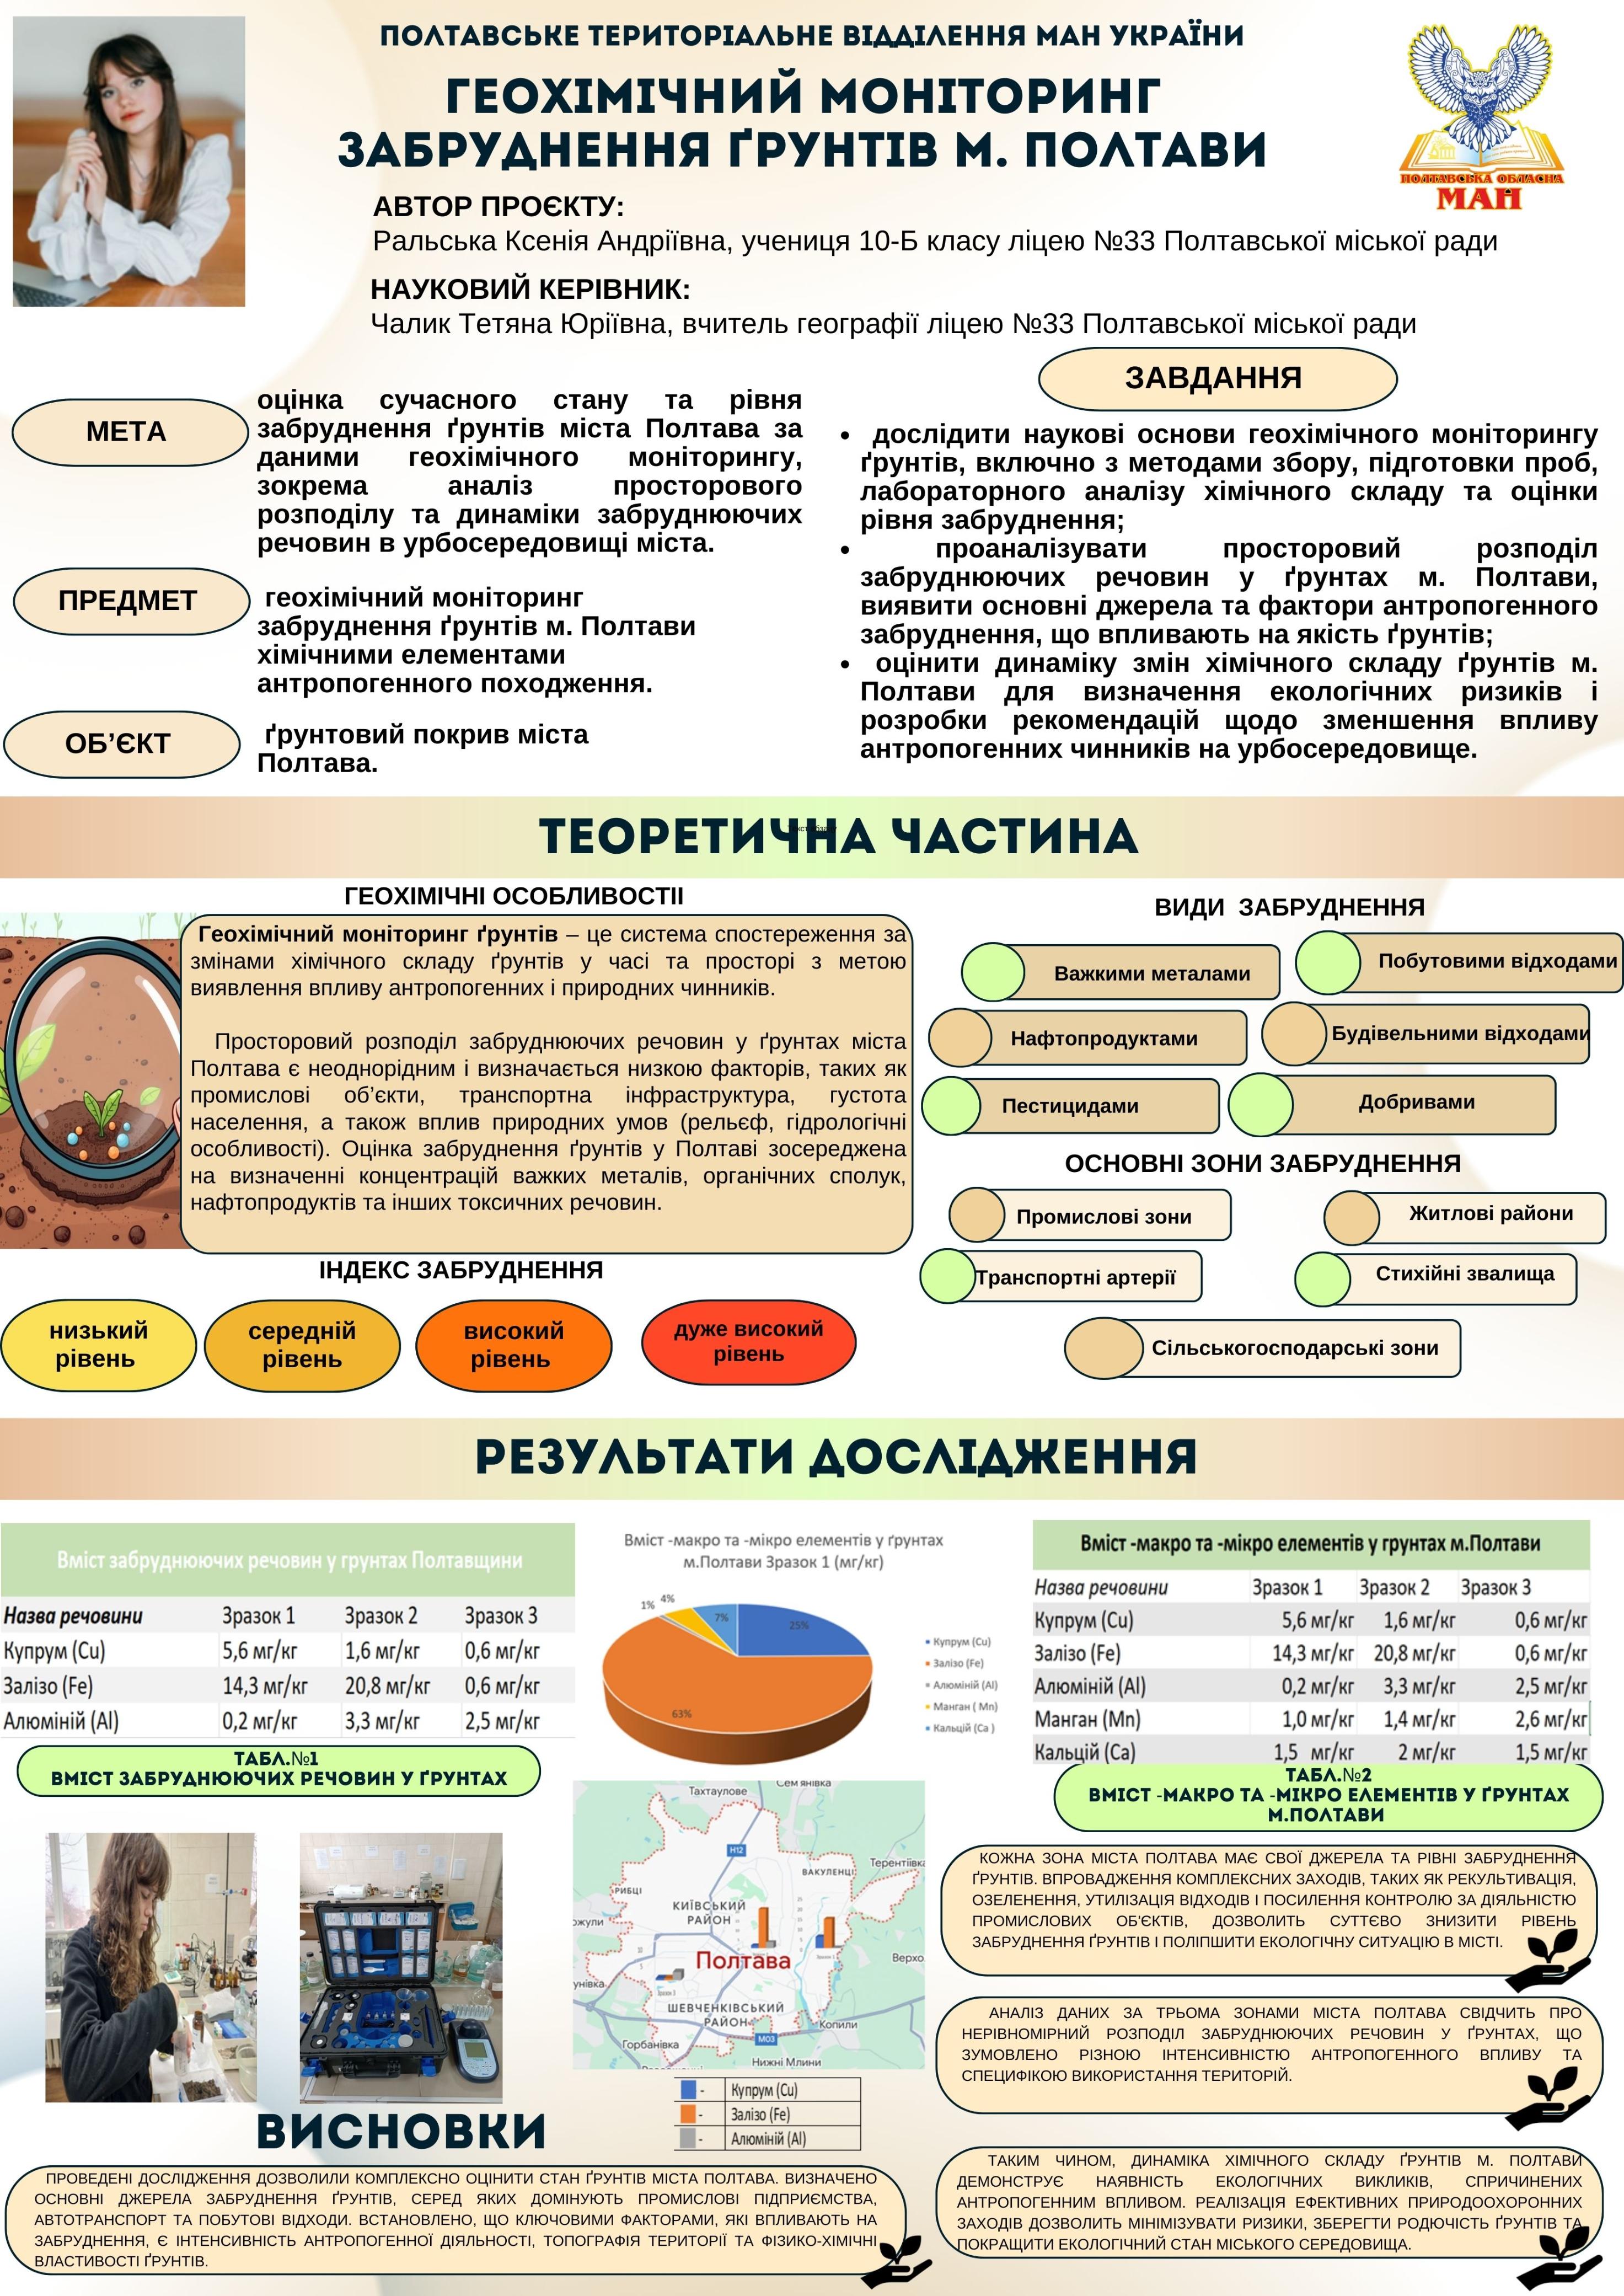 ПОЛТАВСЬКЕ ТЕРИТОРІАЛЬНЕ ВІДДІЛЕННЯ МАН УКРАЇНИ
ГЕОХІМІЧНИЙ МОНІТОРИНГ
ЗАБРУДНЕННЯ ҐРУНТІВ М. ПОЛТАВИ
ПОЛТАВСЬКА ОБЛАСНА
МАН
АВТОР ПРОЄКТУ:
Ральська Ксенія Андріївна, учениця 10-Б класу ліцею №33 Полтавської міської ради
НАУКОВИЙ КЕРІВНИК:
Чалик Тетяна Юріївна, вчитель географії ліцею №33 Полтавської міської ради
МЕТА
оцінка сучасного стану та рівня
забруднення ґрунтів міста Полтава за
даними геохімічного моніторингу,
зокрема аналіз просторового
розподілу та динаміки забруднюючих
речовин в урбосередовищі міста.
ПРЕДМЕТ
геохімічний моніторинг
забруднення ґрунтів м. Полтави
хімічними елементами
антропогенного походження.
ОБ’ЄКТ
ґрунтовий покрив міста
Полтава.
ЗАВДАННЯ
• дослідити наукові основи геохімічного моніторингу
ґрунтів, включно з методами збору, підготовки проб,
лабораторного аналізу хімічного складу та оцінки
рівня забруднення;
• проаналізувати просторовий розподіл
забруднюючих речовин у ґрунтах м. Полтави,
виявити основні джерела та фактори антропогенного
забруднення, що впливають на якість ґрунтів;
• оцінити динаміку змін хімічного складу ґрунтів м.
Полтави для визначення екологічних ризиків і
розробки рекомендацій щодо зменшення впливу
антропогенних чинників на урбосередовище.
ТЕОРЕТИЧНА ЧАСТИНА
ГЕОХІМІЧНІ ОСОБЛИВОСТІІ
Геохімічний моніторинг ґрунтів – це система спостереження за
змінами хімічного складу ґрунтів у часі та просторі з метою
виявлення впливу антропогенних і природних чинників.
Просторовий розподіл забруднюючих речовин у ґрунтах міста
Полтава є неоднорідним і визначається низкою факторів, таких як
промислові об’єкти, транспортна інфраструктура, густота
населення, а також вплив природних умов (рельєф, гідрологічні
особливості). Оцінка забруднення ґрунтів у Полтаві зосереджена
на визначенні концентрацій важких металів, органічних сполук,
нафтопродуктів та інших токсичних речовин.
ІНДЕКС ЗАБРУДНЕННЯ
низький
рівень
середній
рівень
високий
рівень
дуже високий
рівень
ВИДИ ЗАБРУДНЕННЯ
Важкими металами
Побутовими відходами
Нафтопродуктами
Будівельними відходами
Пестицидами
Добривами
ОСНОВНІ ЗОНИ ЗАБРУДНЕННЯ
Промислові зони
Житлові райони
Транспортні артерії
Стихійні звалища
Сільськогосподарські зони
РЕЗУЛЬТАТИ ДОСЛІДЖЕННЯ
Вміст забруднюючих речовин у грунтах Полтавщини
Назва речовини Зразок 1 Зразок 2 Зразок 3
Купрум (Cu) 5,6 мг/кг 1,6 мг/кг 0,6 мг/кг
Залізо (Fe) 14,3 мг/кг 20,8 мг/кг 0,6 мг/кг
Алюміній (Al) 0,2 мг/кг 3,3 мг/кг 2,5 мг/кг
ТАБЛ.№1
ВМІСТ ЗАБРУДНЮЮЧИХ РЕЧОВИН У ҐРУНТАХ
Вміст -макро та -мікро елементів у ґрунтах
м.Полтави Зразок 1 (мг/кг)
1% 4% 7% 25%
63%
Купрум (Cu)
Залізо (Fe)
Алюміній (Al)
Манган ( Mn)
Кальцій (Ca )
Вміст -макро та -мікро елементів у грунтах м.Полтави
Назва речовини Зразок 1 Зразок 2 Зразок 3
Купрум (Cu) 5,6 мг/кг 1,6 мг/кг 0,6 мг/кг
Залізо (Fe) 14,3 мг/кг 20,8 мг/кг 0,6 мг/кг
Алюміній (Al) 0,2 мг/кг 3,3 мг/кг 2,5 мг/кг
Манган (Mn) 1,0 мг/кг 1,4 мг/кг 2,6 мг/кг
Кальцій (Ca) 1,5 мг/кг 2 мг/кг 1,5 мг/кг
ТАБЛ.№2
ВМІСТ -МАКРО ТА -МІКРО ЕЛЕМЕНТІВ У ҐРУНТАХ
М.ПОЛТАВИ
Тахтаулове
Сем'янівка
H12
ВАКУЛЕНЦІ
Терентіївка
РИБЦІ
КИЇВСЬКИЙ
РАЙОН
ожули
Полтава
Верхо
унівка
ШЕВЧЕНКІВСЬКИЙ
РАЙОН
Копили
M03
Горбанівка
Нижні Млини
- Купрум (Cu)
- Залізо (Fe)
- Алюміній (Al)
КОЖНА ЗОНА МІСТА ПОЛТАВА МАЄ СВОЇ ДЖЕРЕЛА ТА РІВНІ ЗАБРУДНЕННЯ
ҐРУНТІВ. ВПРОВАДЖЕННЯ КОМПЛЕКСНИХ ЗАХОДІВ, ТАКИХ ЯК РЕКУЛЬТИВАЦІЯ,
ОЗЕЛЕНЕННЯ, УТИЛІЗАЦІЯ ВІДХОДІВ І ПОСИЛЕННЯ КОНТРОЛЮ ЗА ДІЯЛЬНІСТЮ
ПРОМИСЛОВИХ ОБ'ЄКТІВ, ДОЗВОЛИТЬ СУТТЄВО ЗНИЗИТИ РІВЕНЬ
ЗАБРУДНЕННЯ ҐРУНТІВ І ПОЛІПШИТИ ЕКОЛОГІЧНУ СИТУАЦІЮ В МІСТІ.
АНАЛІЗ ДАНИХ ЗА ТРЬОМА ЗОНАМИ МІСТА ПОЛТАВА СВІДЧИТЬ ПРО
НЕРІВНОМІРНИЙ РОЗПОДІЛ ЗАБРУДНЮЮЧИХ РЕЧОВИН У ҐРУНТАХ, ЩО
ЗУМОВЛЕНО РІЗНОЮ ІНТЕНСИВНІСТЮ АНТРОПОГЕННОГО ВПЛИВУ ТА
СПЕЦИФІКОЮ ВИКОРИСТАННЯ ТЕРИТОРІЙ.
ВИСНОВКИ
ПРОВЕДЕНІ ДОСЛІДЖЕННЯ ДОЗВОЛИЛИ КОМПЛЕКСНО ОЦІНИТИ СТАН ҐРУНТІВ МІСТА ПОЛТАВА. ВИЗНАЧЕНО
ОСНОВНІ ДЖЕРЕЛА ЗАБРУДНЕННЯ ҐРУНТІВ, СЕРЕД ЯКИХ ДОМІНУЮТЬ ПРОМИСЛОВІ ПІДПРИЄМСТВА,
АВТОТРАНСПОРТ ТА ПОБУТОВІ ВІДХОДИ. ВСТАНОВЛЕНО, ЩО КЛЮЧОВИМИ ФАКТОРАМИ, ЯКІ ВПЛИВАЮТЬ НА
ЗАБРУДНЕННЯ, Є ІНТЕНСИВНІСТЬ АНТРОПОГЕННОЇ ДІЯЛЬНОСТІ, ТОПОГРАФІЯ ТЕРИТОРІЇ ТА ФІЗИКО-ХІМІЧНІ
ВЛАСТИВОСТІ ҐРУНТІВ.
ТАКИМ ЧИНОМ, ДИНАМІКА ХІМІЧНОГО СКЛАДУ ҐРУНТІВ М. ПОЛТАВИ
ДЕМОНСТРУЄ НАЯВНІСТЬ ЕКОЛОГІЧНИХ ВИКЛИКІВ, СПРИЧИНЕНИХ
АНТРОПОГЕННИМ ВПЛИВОМ. РЕАЛІЗАЦІЯ ЕФЕКТИВНИХ ПРИРОДООХОРОННИХ
ЗАХОДІВ ДОЗВОЛИТЬ МІНІМІЗУВАТИ РИЗИКИ, ЗБЕРЕГТИ РОДЮЧІСТЬ ҐРУНТІВ ТА
ПОКРАЩИТИ ЕКОЛОГІЧНИЙ СТАН МІСЬКОГО СЕРЕДОВИЩА.